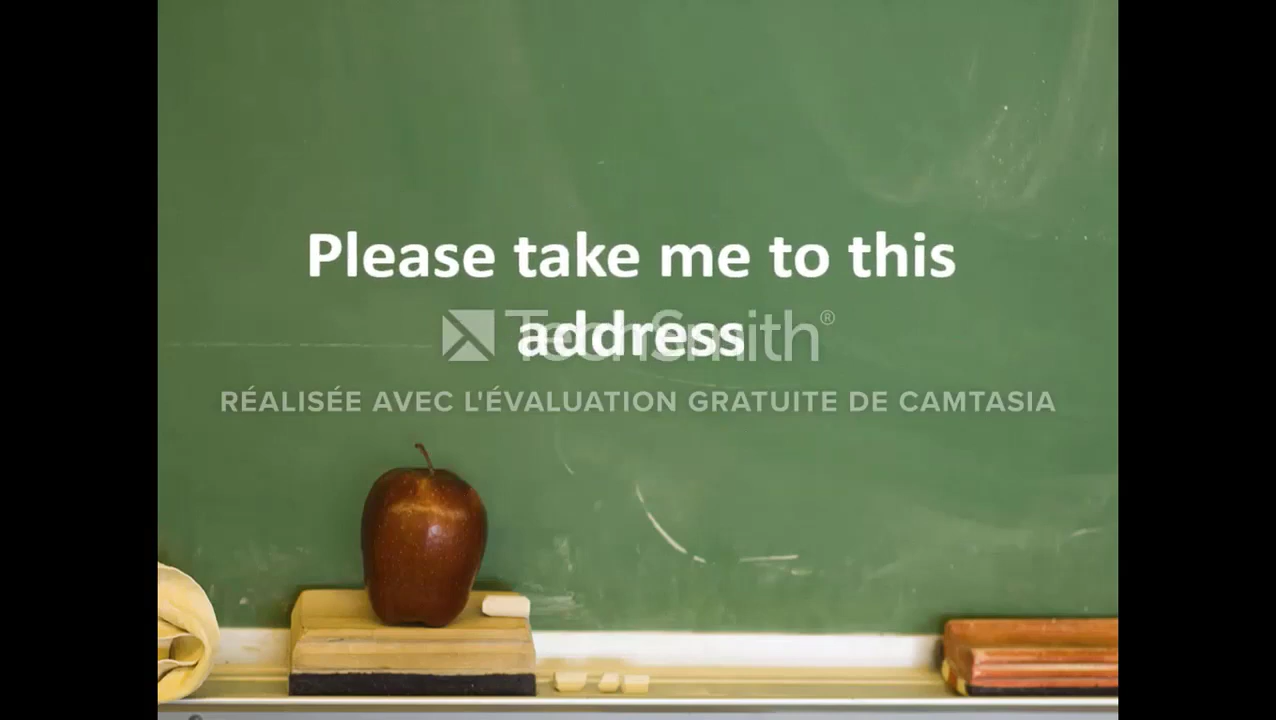 Please take me to this
address
TechSmith®
RÉALISÉE AVEC L'ÉVALUATION GRATUITE DE CAMTASIA